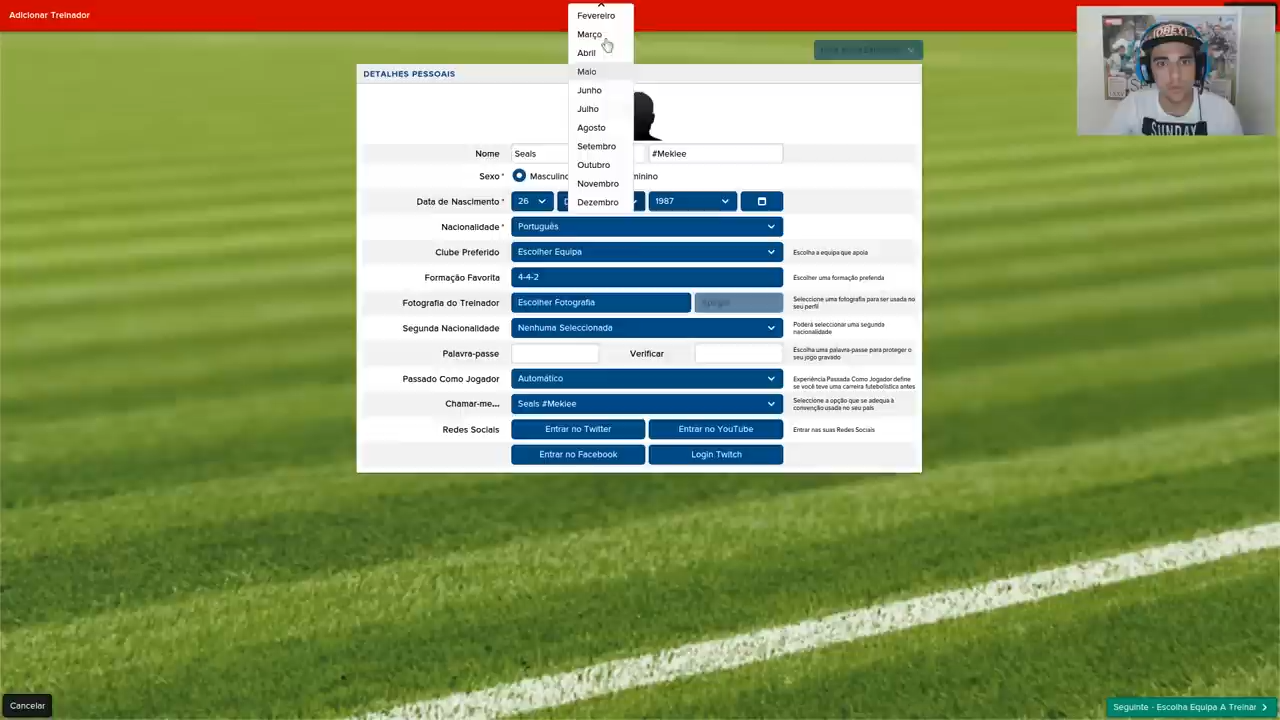 Adicionar Treinador
Fevereiro
Março
Abril
Maio
Junho
Julho
Agosto
Setembro
Outubro
Novembro
Dezembro
DETALHES PESSOAIS
Nome Seals #Mekiee
Sexo * Masculino
Data de Nascimento * 26 1987
Nacionalidade * Português
Clube Preferido Escolher Equipa Escolha a equipa que apoia
Formação Favorita 4-4-2 Escolher uma formação preferida
Fotografia do Treinador Escolher Fotografia Seleccione uma fotografia para ser usada no
seu perfil
Segunda Nacionalidade Nenhuma Seleccionada Poderá seleccionar uma segunda
nacionalidade
Palavra-passe Verificar Escolha uma palavra-passe para proteger o
seu jogo gravado
Passado Como Jogador Automático Experiência Passada Como Jogador define
se você teve uma carreira futebolística antes
Chamar-me... Seals #Mekiee Seleccione a opção que se adequa à
convenção usada no seu país
Redes Sociais Entrar no Twitter Entrar no YouTube Entrar nas suas Redes Sociais
Entrar no Facebook Login Twitch
SUNDAY
Cancelar
Seguinte - Escolha Equipa A Treinar